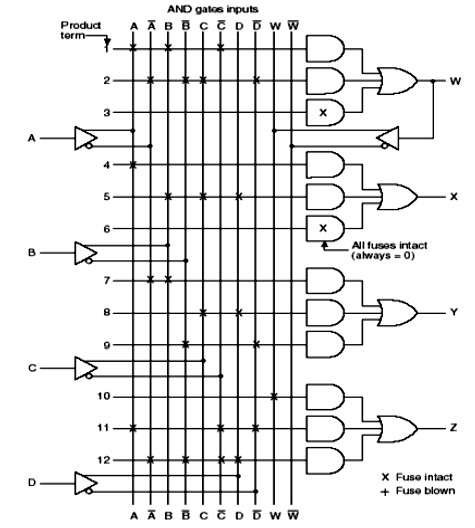 AND gates inputs
Product
term
A A̅ B B̅ C C̅ D D̅ W W̅
1
2
W
3
X
A
4
5
X
6
X
All fuses intact
(always = 0)
B
7
8
Y
9
C
10
11
Z
12
X Fuse intact
+ Fuse blown
D
A A̅ B B̅ C C̅ D D̅ W W̅